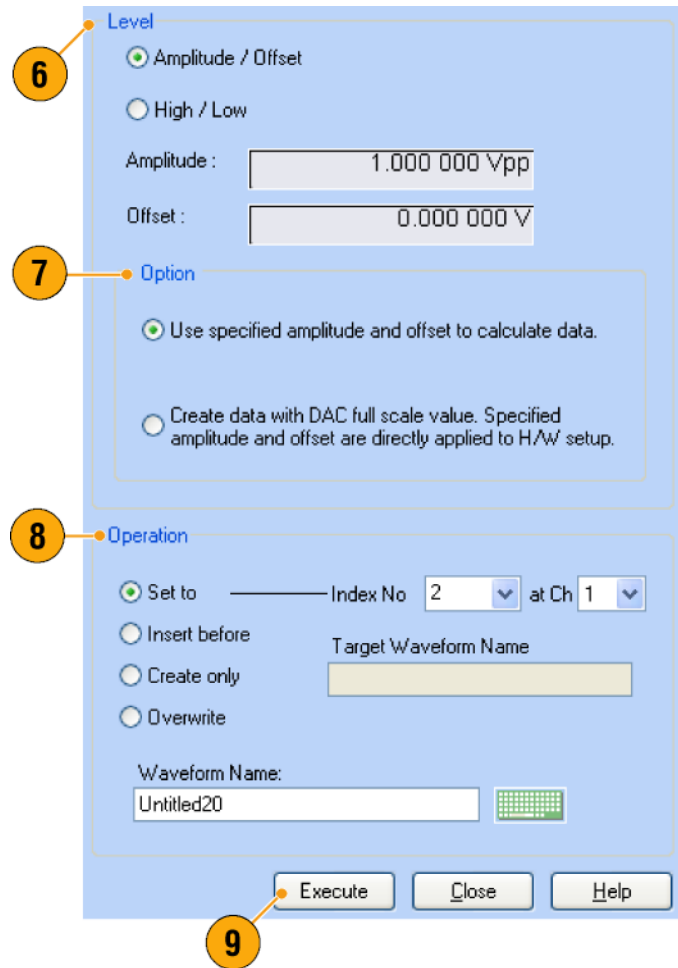 Level
6
Amplitude / Offset
High / Low
Amplitude :
1.000 000 Vpp
Offset :
0.000 000 V
7
Option
Use specified amplitude and offset to calculate data.
Create data with DAC full scale value. Specified
amplitude and offset are directly applied to H/W setup.
8
Operation
Set to
Index No 2 at Ch 1
Insert before
Target Waveform Name
Create only
Overwrite
Waveform Name:
Untitled20
Execute Close Help
9